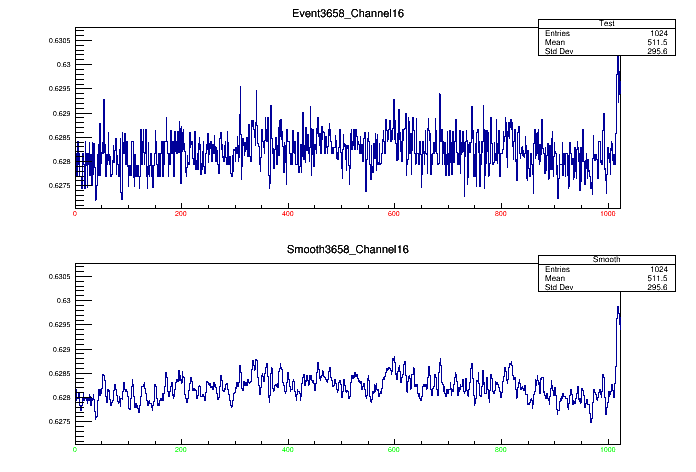 Event3658_Channel16
Test
Entries 1024
Mean 511.5
Std Dev 295.6
0.6305
0.63
0.6295
0.629
0.6285
0.628
0.6275
0 200 400 600 800 1000
Smooth3658_Channel16
Smooth
Entries 1024
Mean 511.5
Std Dev 295.6
0.6305
0.63
0.6295
0.629
0.6285
0.628
0.6275
0 200 400 600 800 1000